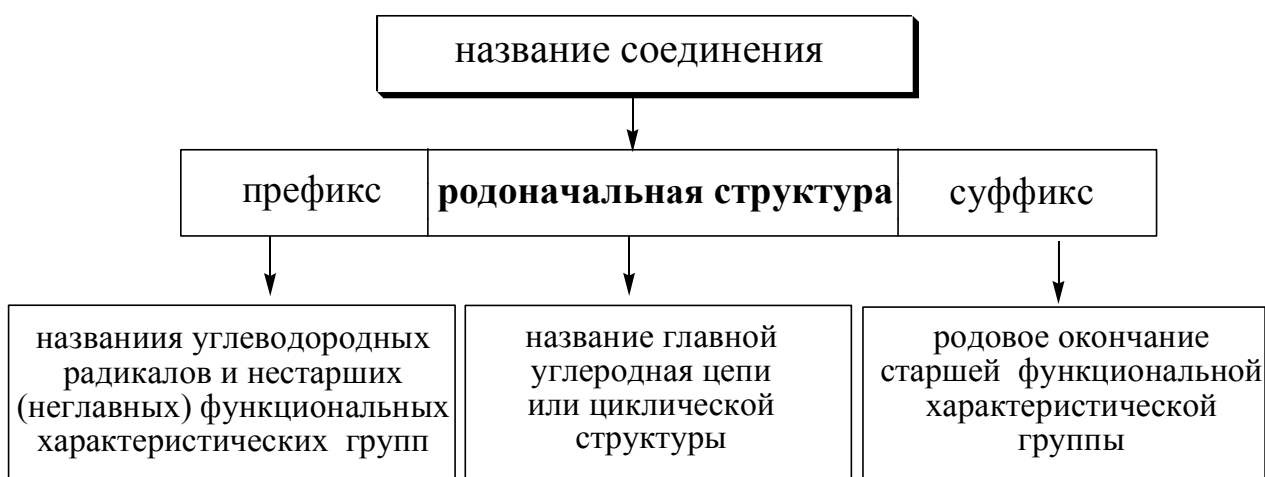 название соединения
префикс
родоначальная структура
суффикс
названиия углеводородных
радикалов и нестарших
(неглавных) функциональных
характеристических групп
название главной
углеродная цепи
или циклической
структуры
родовое окончание
старшей функциональной
характеристической
группы